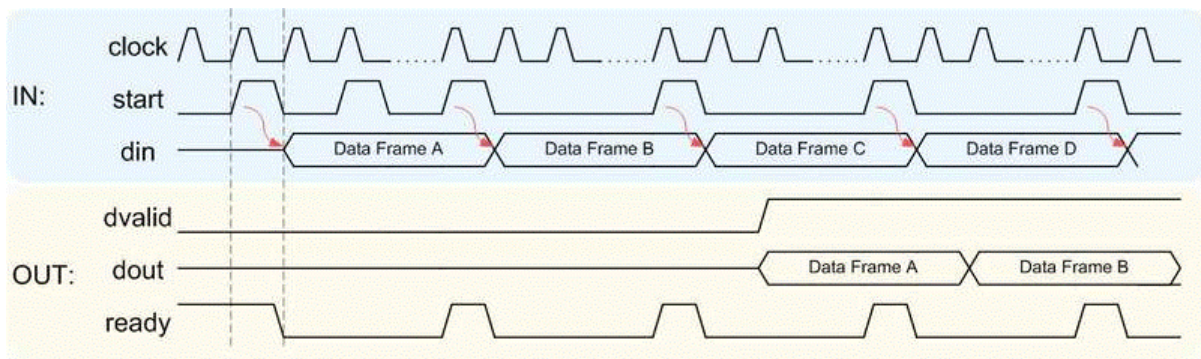 clock
IN:
start
din
Data Frame A
Data Frame B
Data Frame C
Data Frame D
dvalid
OUT:
dout
Data Frame A
Data Frame B
ready